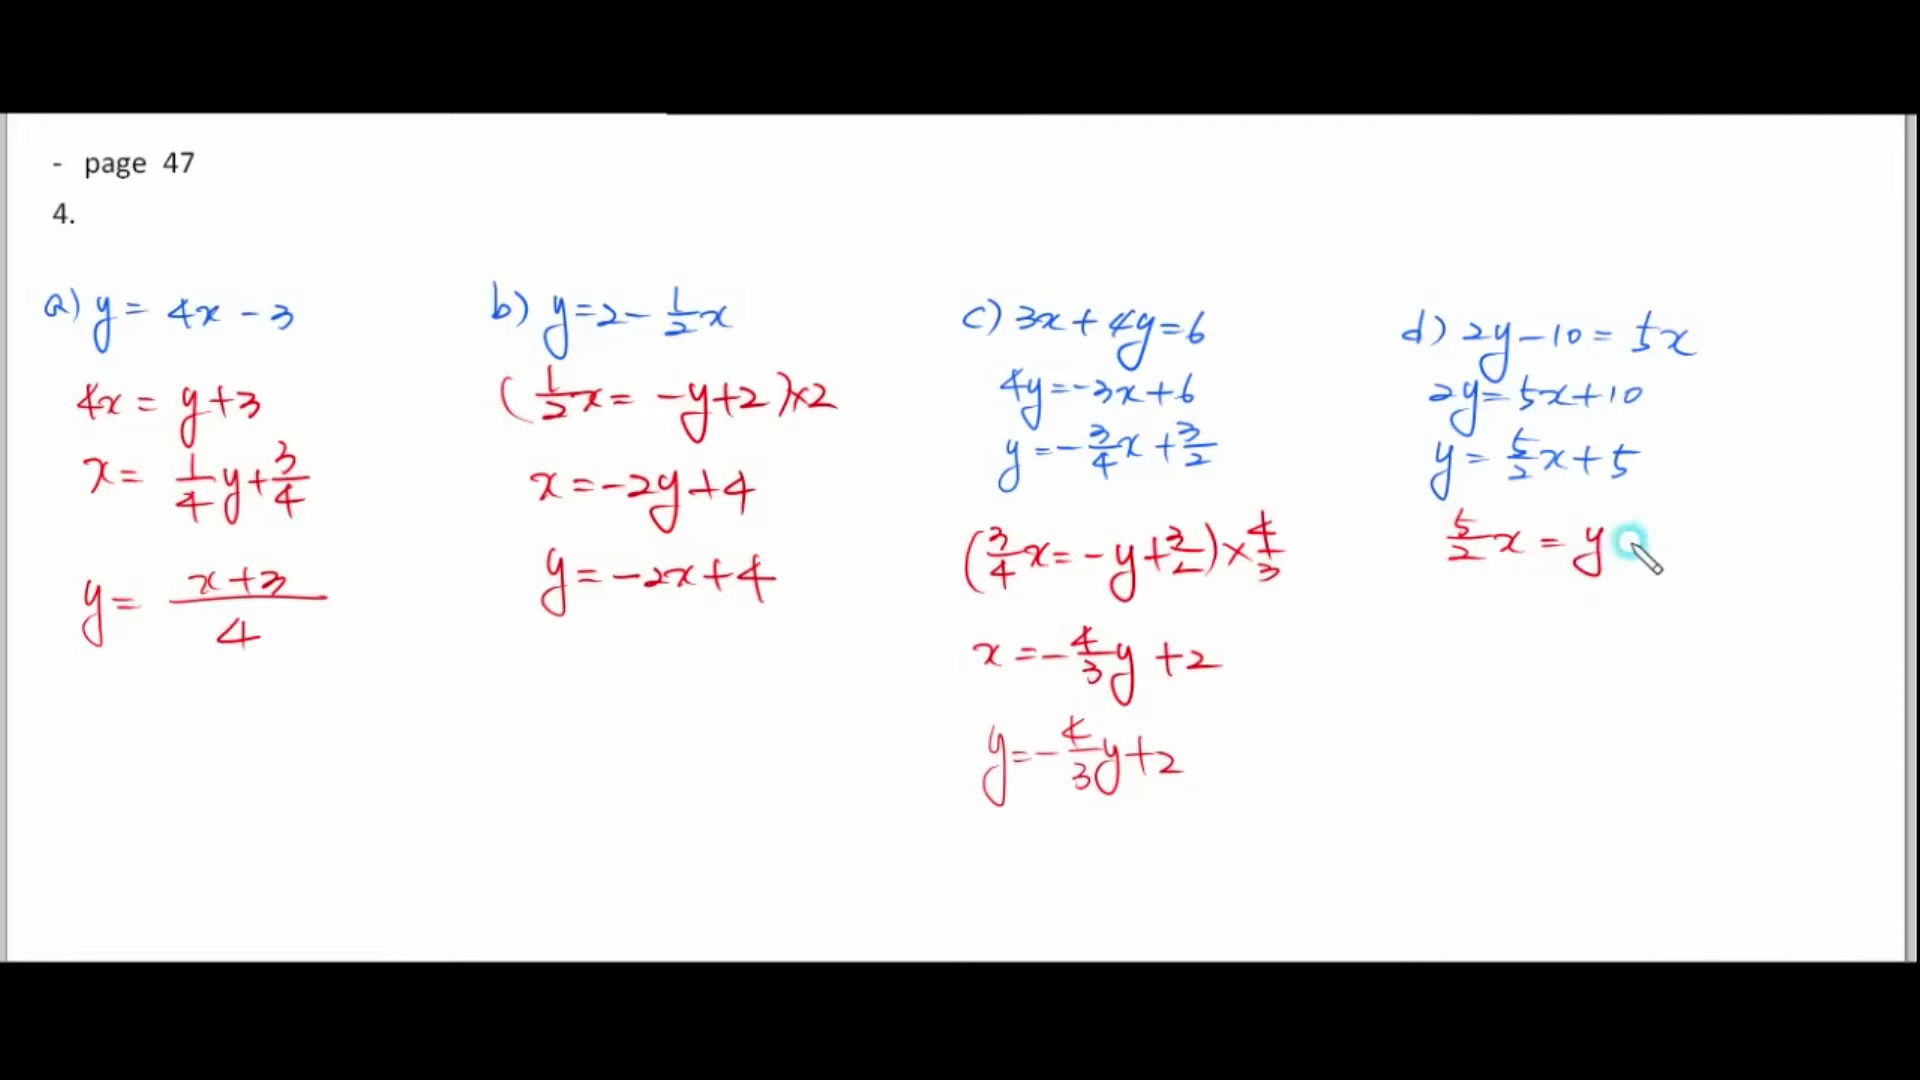 - page 47
4.
a) y = 4x - 3
4x = y+3
x = 1/4 y + 3/4
y = (x+3)/4
b) y = 2 - 1/2 x
(1/2 x = -y+2) × 2
x = -2y+4
y = -2x+4
c) 3x + 4y = 6
4y = -3x+6
y = -3/4 x + 3/2
(3/4 x = -y + 3/2) × 4/3
x = -4/3 y + 2
y = -4/3 y + 2
d) 2y - 10 = 5x
2y = 5x + 10
y = 5/2 x + 5
5/2 x = y